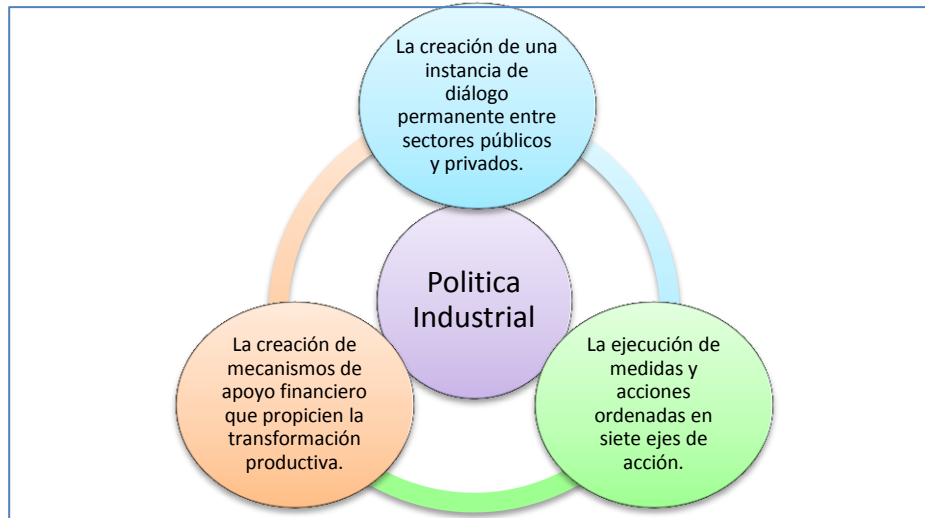 La creación de una
instancia de
diálogo
permanente entre
sectores públicos
y privados.
Politica
Industrial
La creación de
mecanismos de
apoyo financiero
que propicien la
transformación
productiva.
La ejecución de
medidas y
acciones
ordenadas en
siete ejes de
acción.